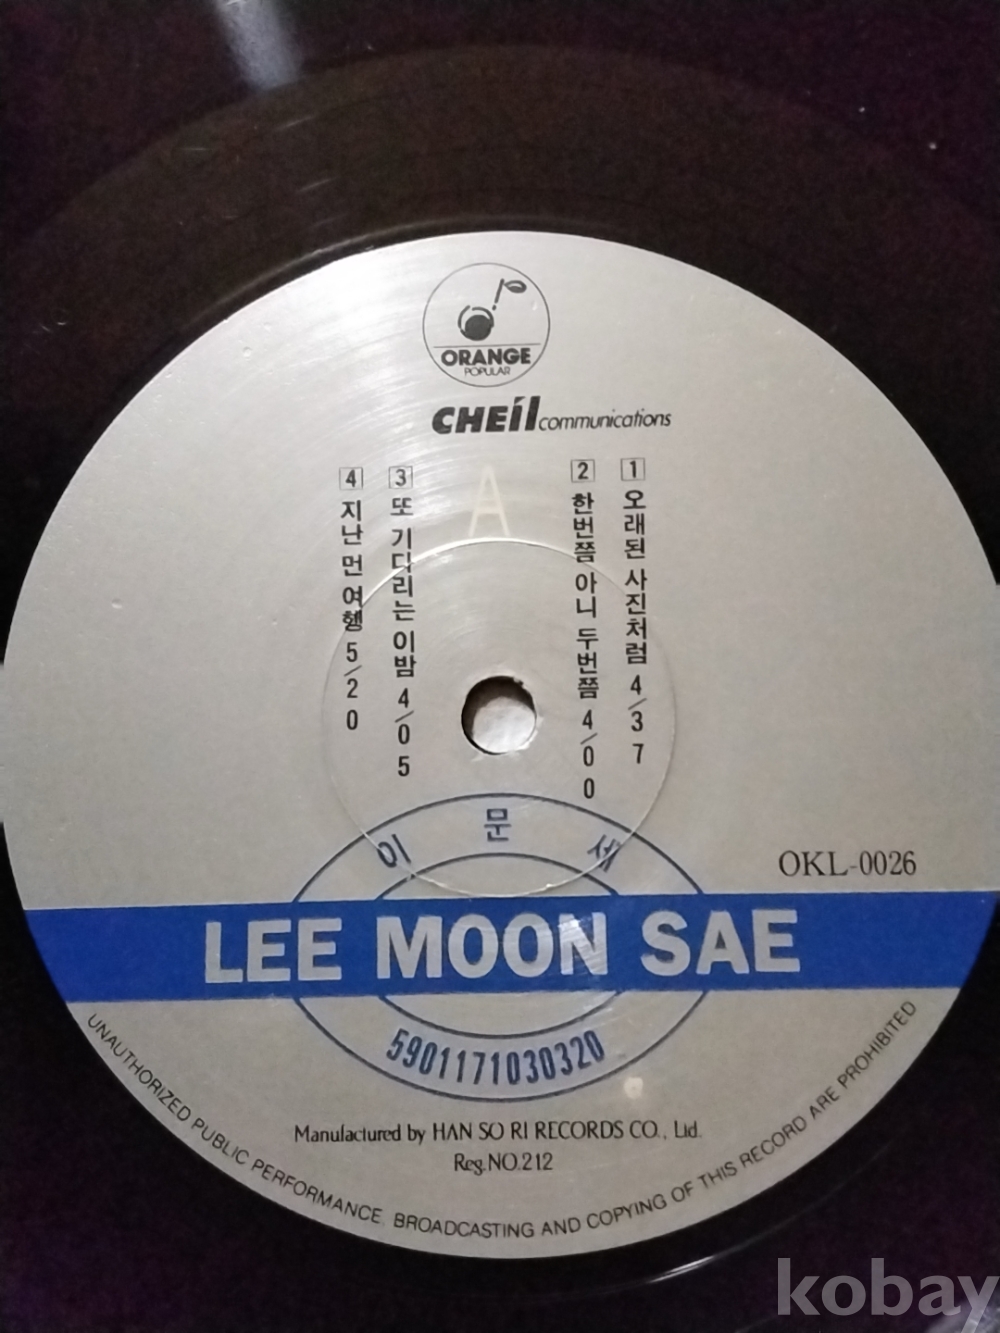 ORANGE
POPULAR
CHEil communications
A
1 오래된 사진처럼 4/37
2 한번쯤 아니 두번쯤 4/00
3 또 기다리는 이밤 4/05
4 지난 먼 여행 5/20
이문세
OKL-0026
LEE MOON SAE
5901171030320
Manufactured by HAN SO RI RECORDS CO., Ltd.
Reg.NO.212
UNAUTHORIZED PUBLIC PERFORMANCE, BROADCASTING AND COPYING OF THIS RECORD ARE PROHIBITED
kobay